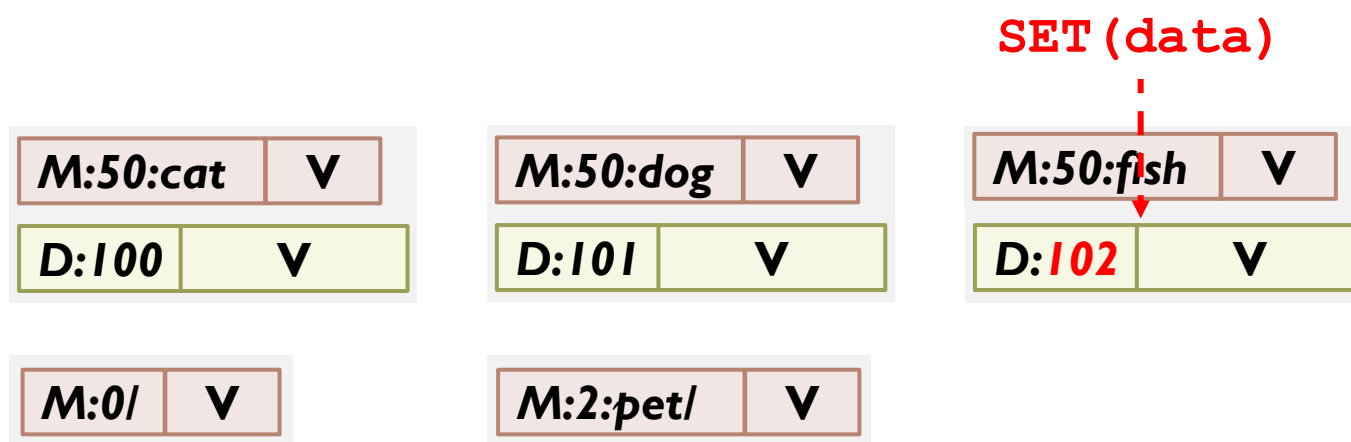 SET(data)
M:50:cat V
M:50:dog V
M:50:fish V
D:100 V
D:101 V
D:102 V
M:0/ V
M:2:pet/ V